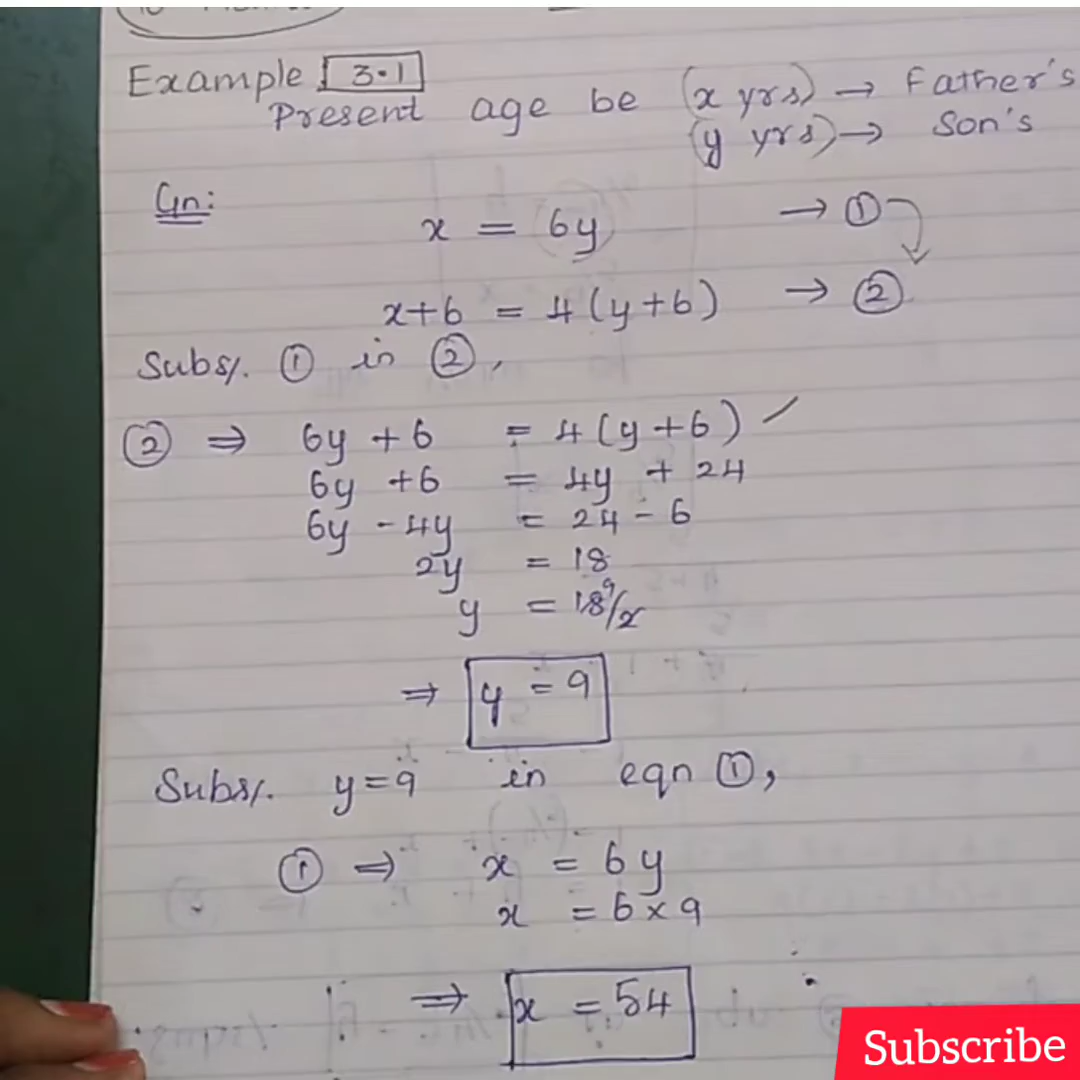 Example 3.1
Present age be (x yrs) → Father's
(y yrs) → Son's
Gn:
x = 6y → ①
x+6 = 4(y+6) → ②
Subs/. ① in ②,
② ⇒ 6y + 6 = 4(y+6)
6y + 6 = 4y + 24
6y - 4y = 24 - 6
2y = 18
y = 18/2 9
⇒ y = 9
Subs/. y=9 in eqn ①,
① ⇒ x = 6y
x = 6 × 9
⇒ x = 54
Subscribe